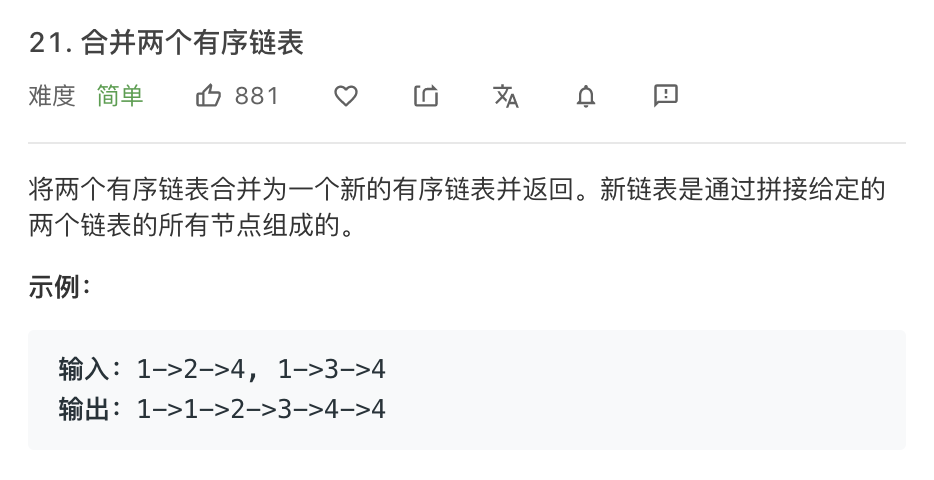 21. 合并两个有序链表
难度 简单 881
将两个有序链表合并为一个新的有序链表并返回。新链表是通过拼接给定的
两个链表的所有节点组成的。
示例：
输入：1->2->4, 1->3->4
输出：1->1->2->3->4->4